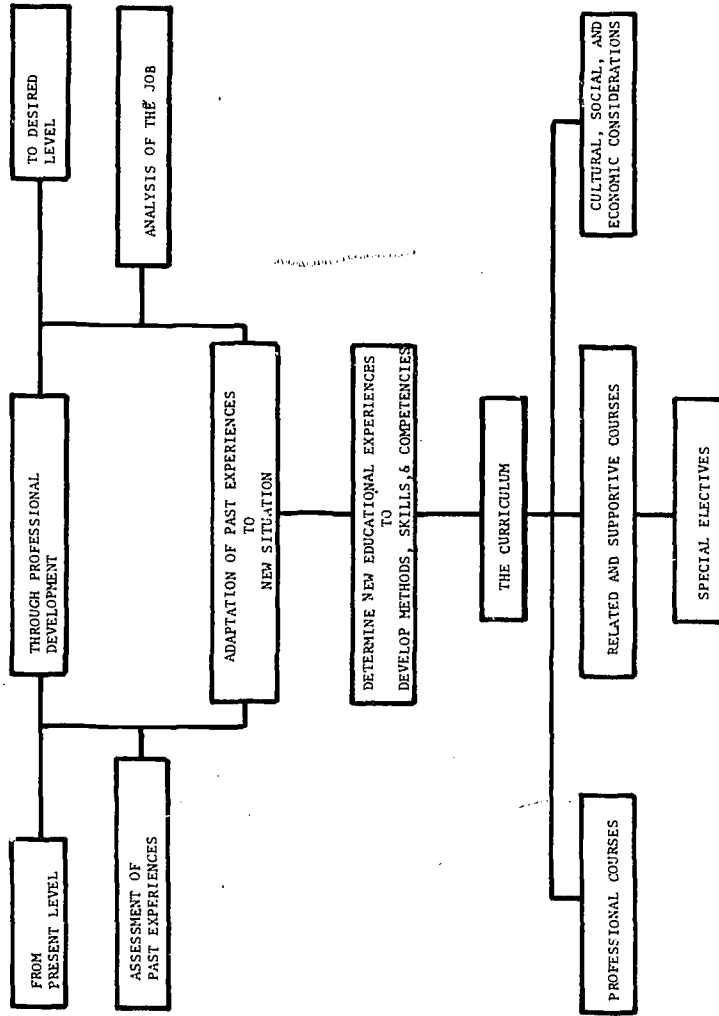 FROM
PRESENT LEVEL
THROUGH PROFESSIONAL
DEVELOPMENT
TO DESIRED
LEVEL
ASSESSMENT OF
PAST EXPERIENCES
ANALYSIS OF THE JOB
ADAPTATION OF PAST EXPERIENCES
TO
NEW SITUATION
DETERMINE NEW EDUCATIONAL EXPERIENCES
TO
DEVELOP METHODS, SKILLS, & COMPETENCIES
THE CURRICULUM
PROFESSIONAL COURSES
RELATED AND SUPPORTIVE COURSES
CULTURAL, SOCIAL, AND
ECONOMIC CONSIDERATIONS
SPECIAL ELECTIVES